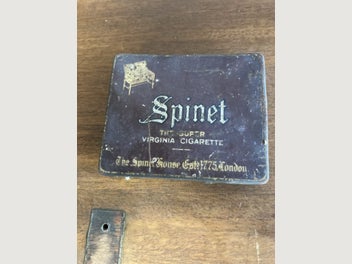 Spinet
THE SUPER
VIRGINIA CIGARETTE
The Spinet House, Estd 1775, London